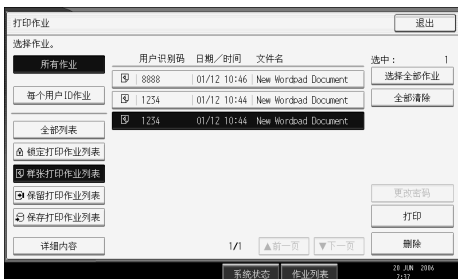 打印作业
退出
选择作业。
所有作业
每个用户ID作业
全部列表
锁定打印作业列表
样张打印作业列表
保留打印作业列表
保存打印作业列表
详细内容
用户识别码 日期／时间 文件名
8888 01/12 10:46 New Wordpad Document
1234 01/12 10:46 New Wordpad Document
1234 01/12 10:44 New Wordpad Document
1/1 ▲前一页 ▼下一页
选中： 1
选择全部作业
全部清除
更改密码
打印
删除
系统状态 作业列表
20 JUN 2006
7:37